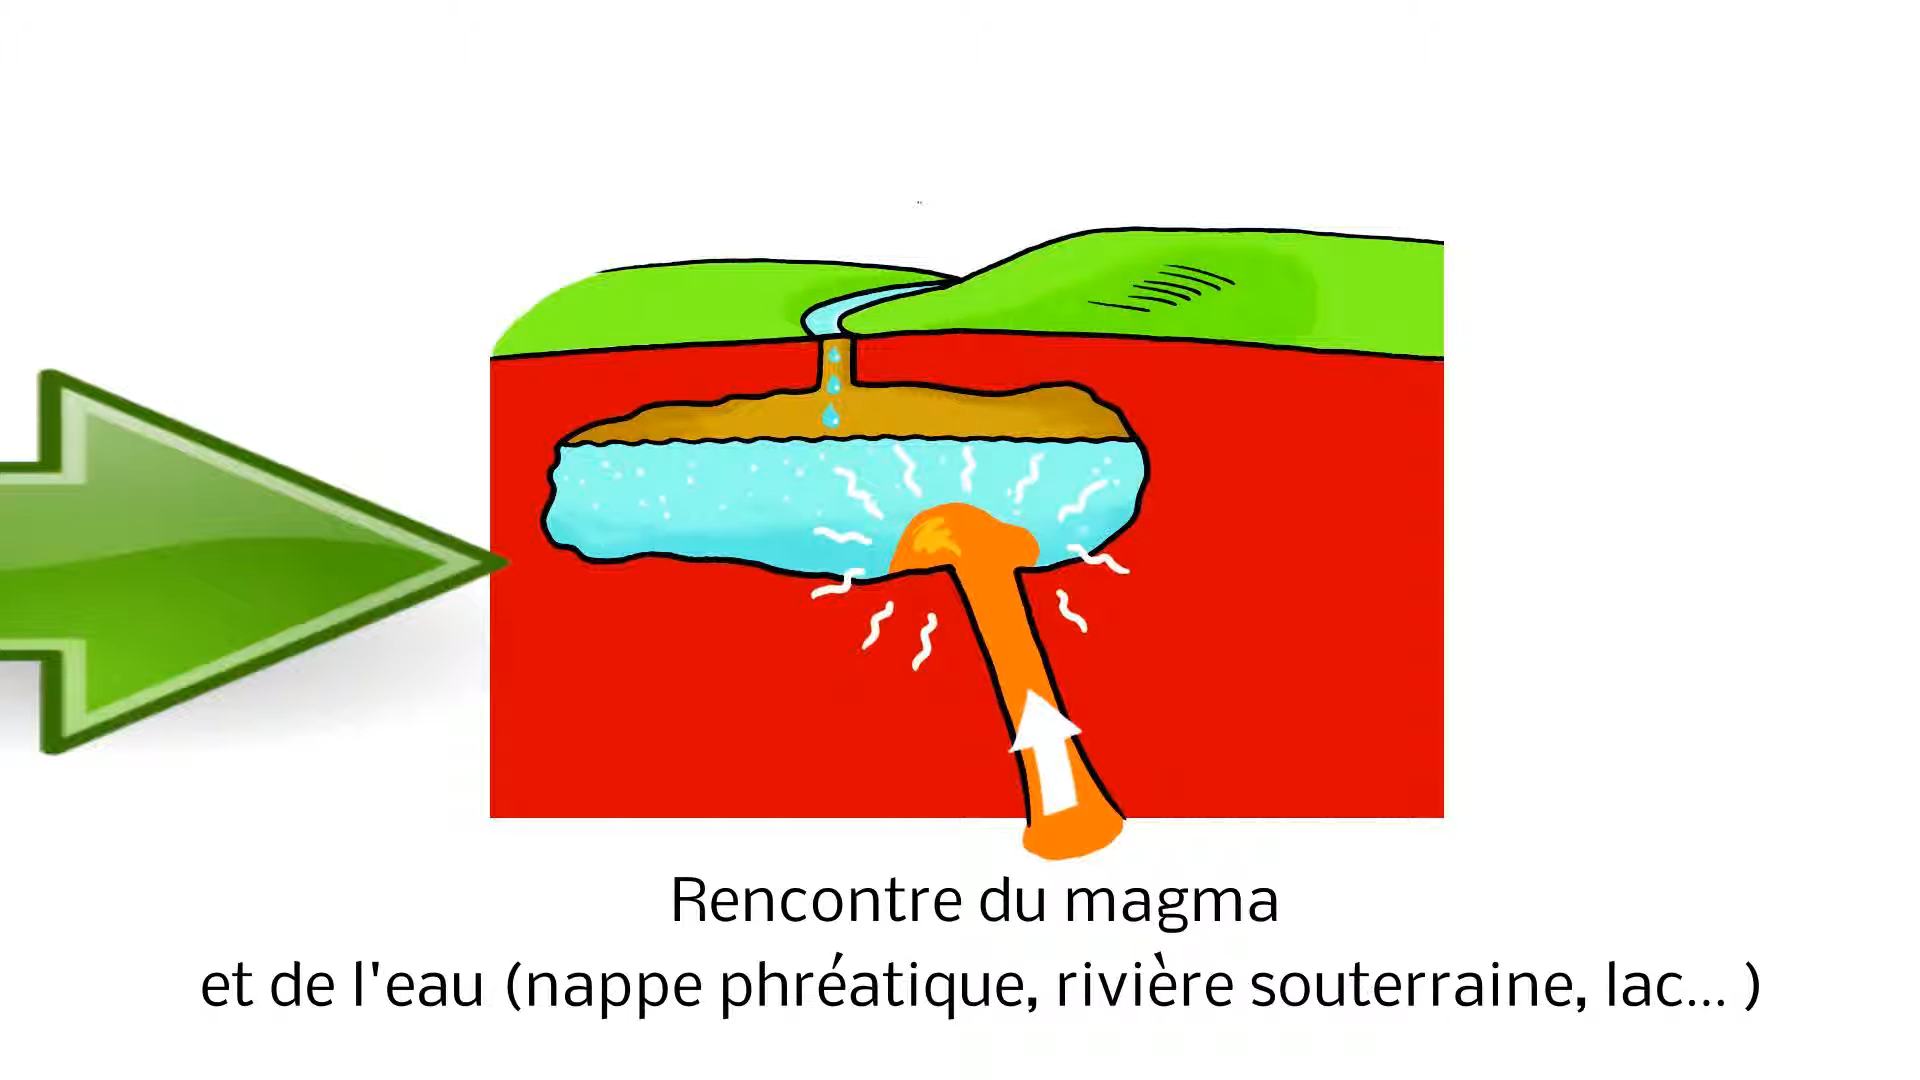 Rencontre du magma
et de l'eau (nappe phréatique, rivière souterraine, lac... )